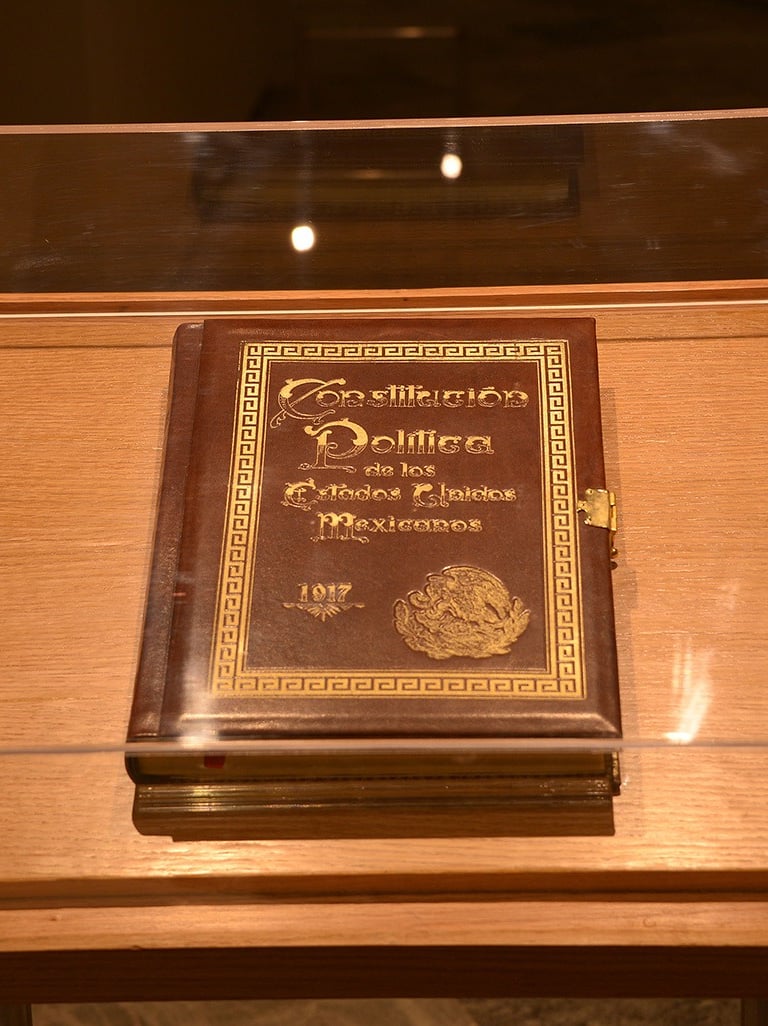 Constitución
Política
de los
Estados Unidos
Mexicanos
1917